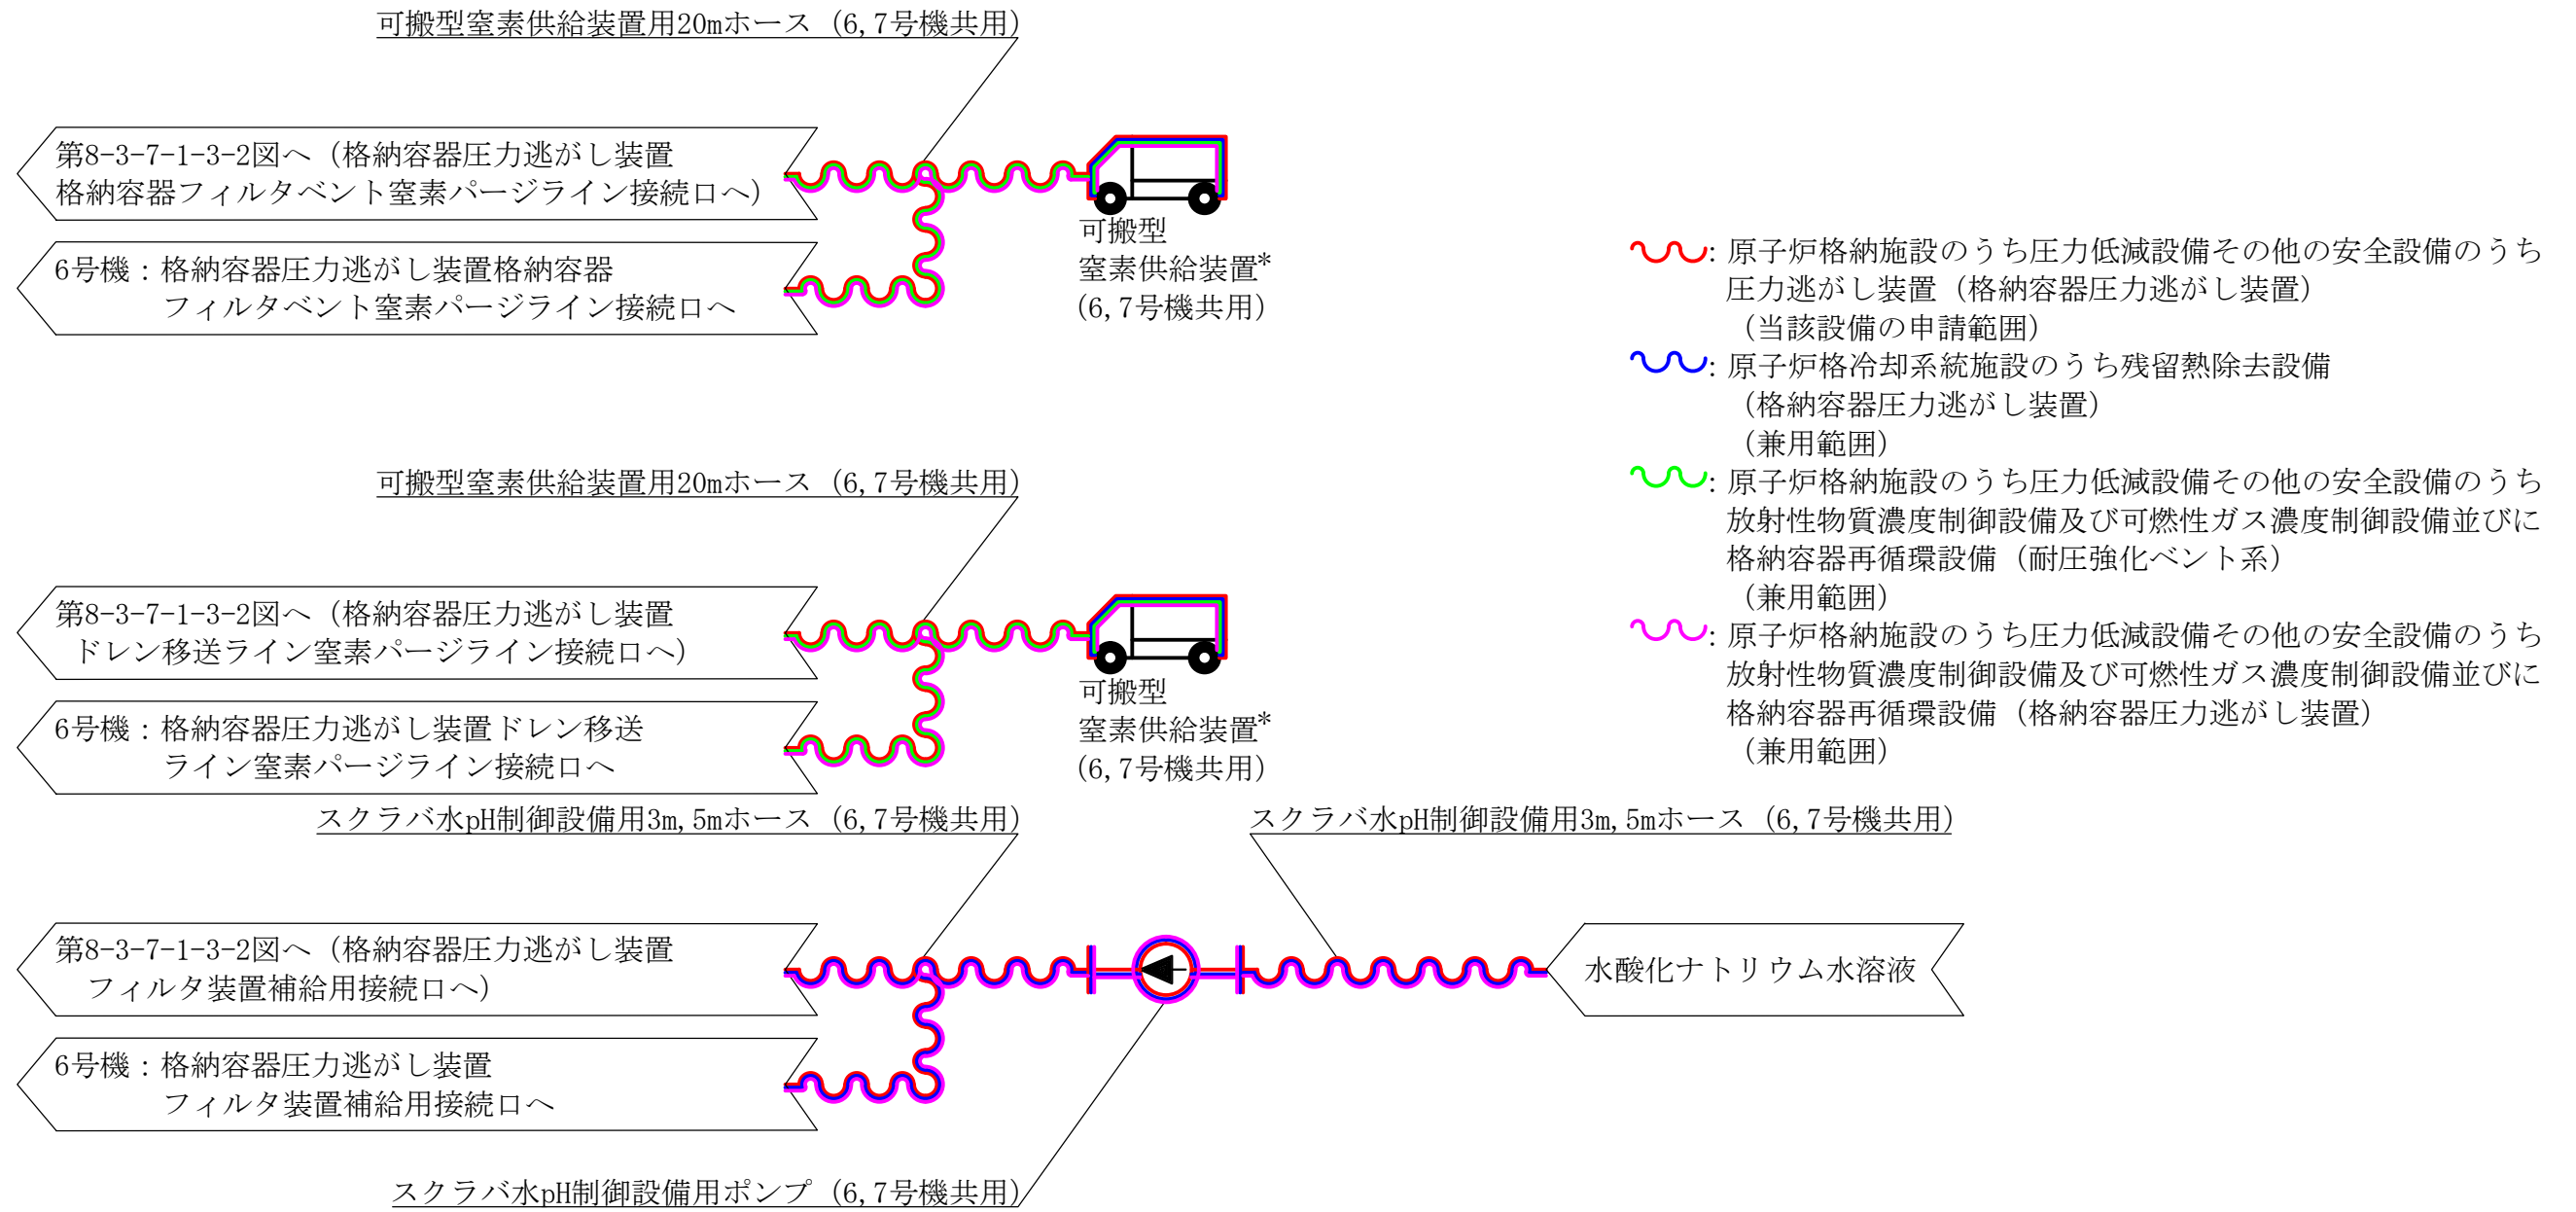 可搬型窒素供給装置用20mホース（6,7号機共用）
第8-3-7-1-3-2図へ（格納容器圧力逃がし装置
格納容器フィルタベント窒素パージライン接続口へ）
6号機：格納容器圧力逃がし装置格納容器
フィルタベント窒素パージライン接続口へ
可搬型
窒素供給装置*
(6,7号機共用)
可搬型窒素供給装置用20mホース（6,7号機共用）
第8-3-7-1-3-2図へ（格納容器圧力逃がし装置
ドレン移送ライン窒素パージライン接続口へ）
6号機：格納容器圧力逃がし装置ドレン移送
ライン窒素パージライン接続口へ
可搬型
窒素供給装置*
(6,7号機共用)
スクラバ水pH制御設備用3m,5mホース（6,7号機共用）
スクラバ水pH制御設備用3m,5mホース（6,7号機共用）
第8-3-7-1-3-2図へ（格納容器圧力逃がし装置
フィルタ装置補給用接続口へ）
6号機：格納容器圧力逃がし装置
フィルタ装置補給用接続口へ
水酸化ナトリウム水溶液
スクラバ水pH制御設備用ポンプ（6,7号機共用）
：原子炉格納施設のうち圧力低減設備その他の安全設備のうち
圧力逃がし装置（格納容器圧力逃がし装置）
（当該設備の申請範囲）
：原子炉格冷却系統施設のうち残留熱除去設備
（格納容器圧力逃がし装置）
（兼用範囲）
：原子炉格納施設のうち圧力低減設備その他の安全設備のうち
放射性物質濃度制御設備及び可燃性ガス濃度制御設備並びに
格納容器再循環設備（耐圧強化ベント系）
（兼用範囲）
：原子炉格納施設のうち圧力低減設備その他の安全設備のうち
放射性物質濃度制御設備及び可燃性ガス濃度制御設備並びに
格納容器再循環設備（格納容器圧力逃がし装置）
（兼用範囲）